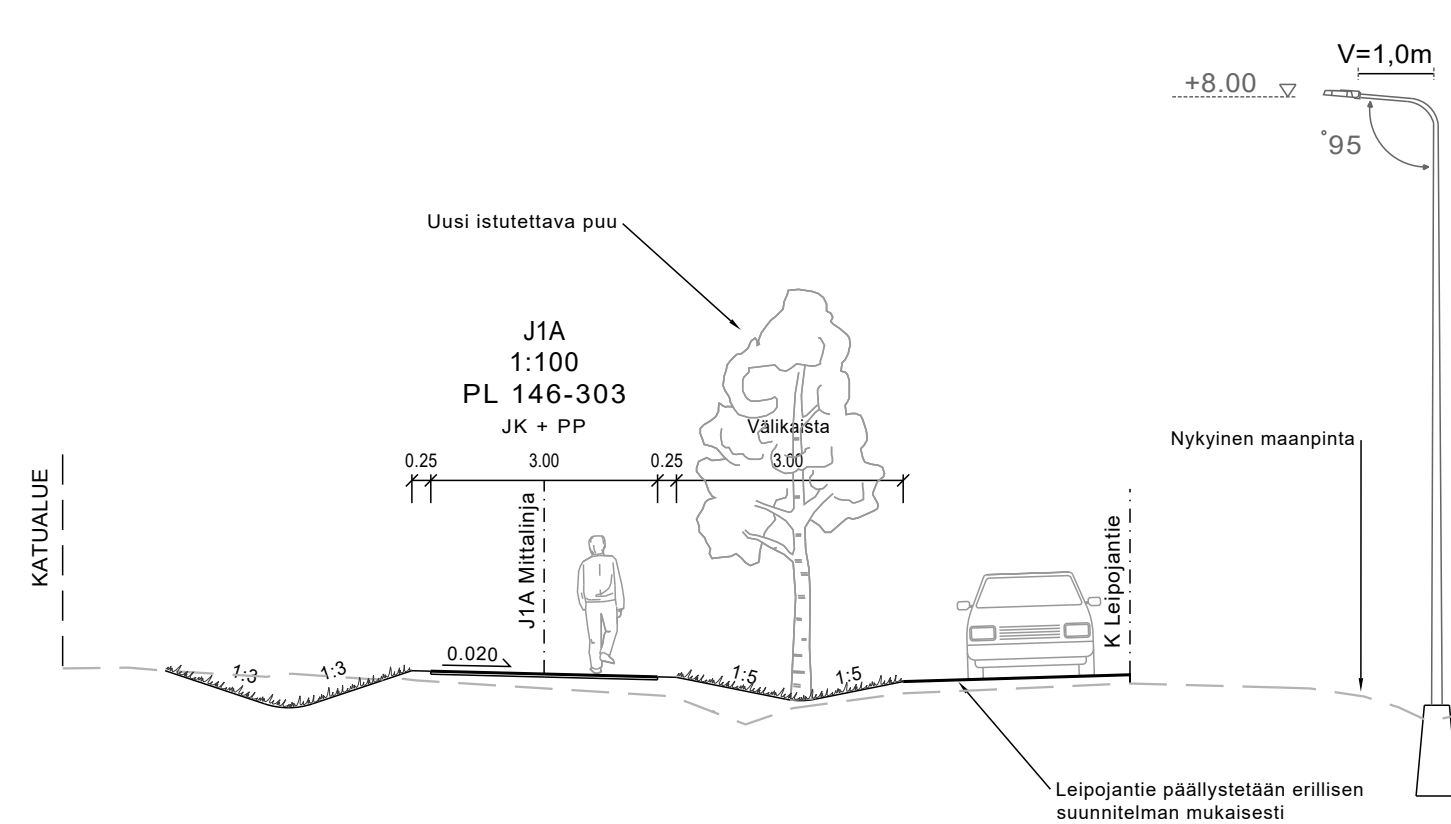 V=1,0m
+8.00
°95
Uusi istutettava puu
J1A
1:100
PL 146-303
JK + PP
Välikaista
Nykyinen maanpinta
0.25
3.00
0.25
3.00
KATUALUE
J1A Mittalinja
K Leipojantie
1:3
1:3
0.020
1:5
1:5
Leipojantie päällystetään erillisen
suunnitelman mukaisesti